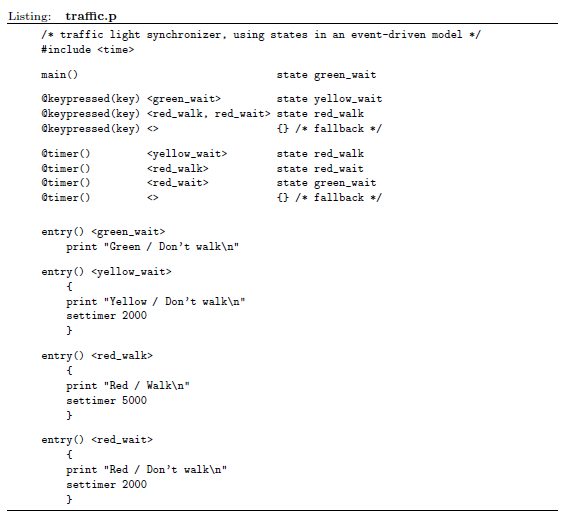 Listing: traffic.p
/* traffic light synchronizer, using states in an event-driven model */
#include <time>
main() state green_wait
@keypressed(key) <green_wait> state yellow_wait
@keypressed(key) <red_walk, red_wait> state red_walk
@keypressed(key) <> {} /* fallback */
@timer() <yellow_wait> state red_walk
@timer() <red_walk> state red_wait
@timer() <red_wait> state green_wait
@timer() <> {} /* fallback */
entry() <green_wait>
print "Green / Don't walk\n"
entry() <yellow_wait>
{
print "Yellow / Don't walk\n"
settimer 2000
}
entry() <red_walk>
{
print "Red / Walk\n"
settimer 5000
}
entry() <red_wait>
{
print "Red / Don't walk\n"
settimer 2000
}